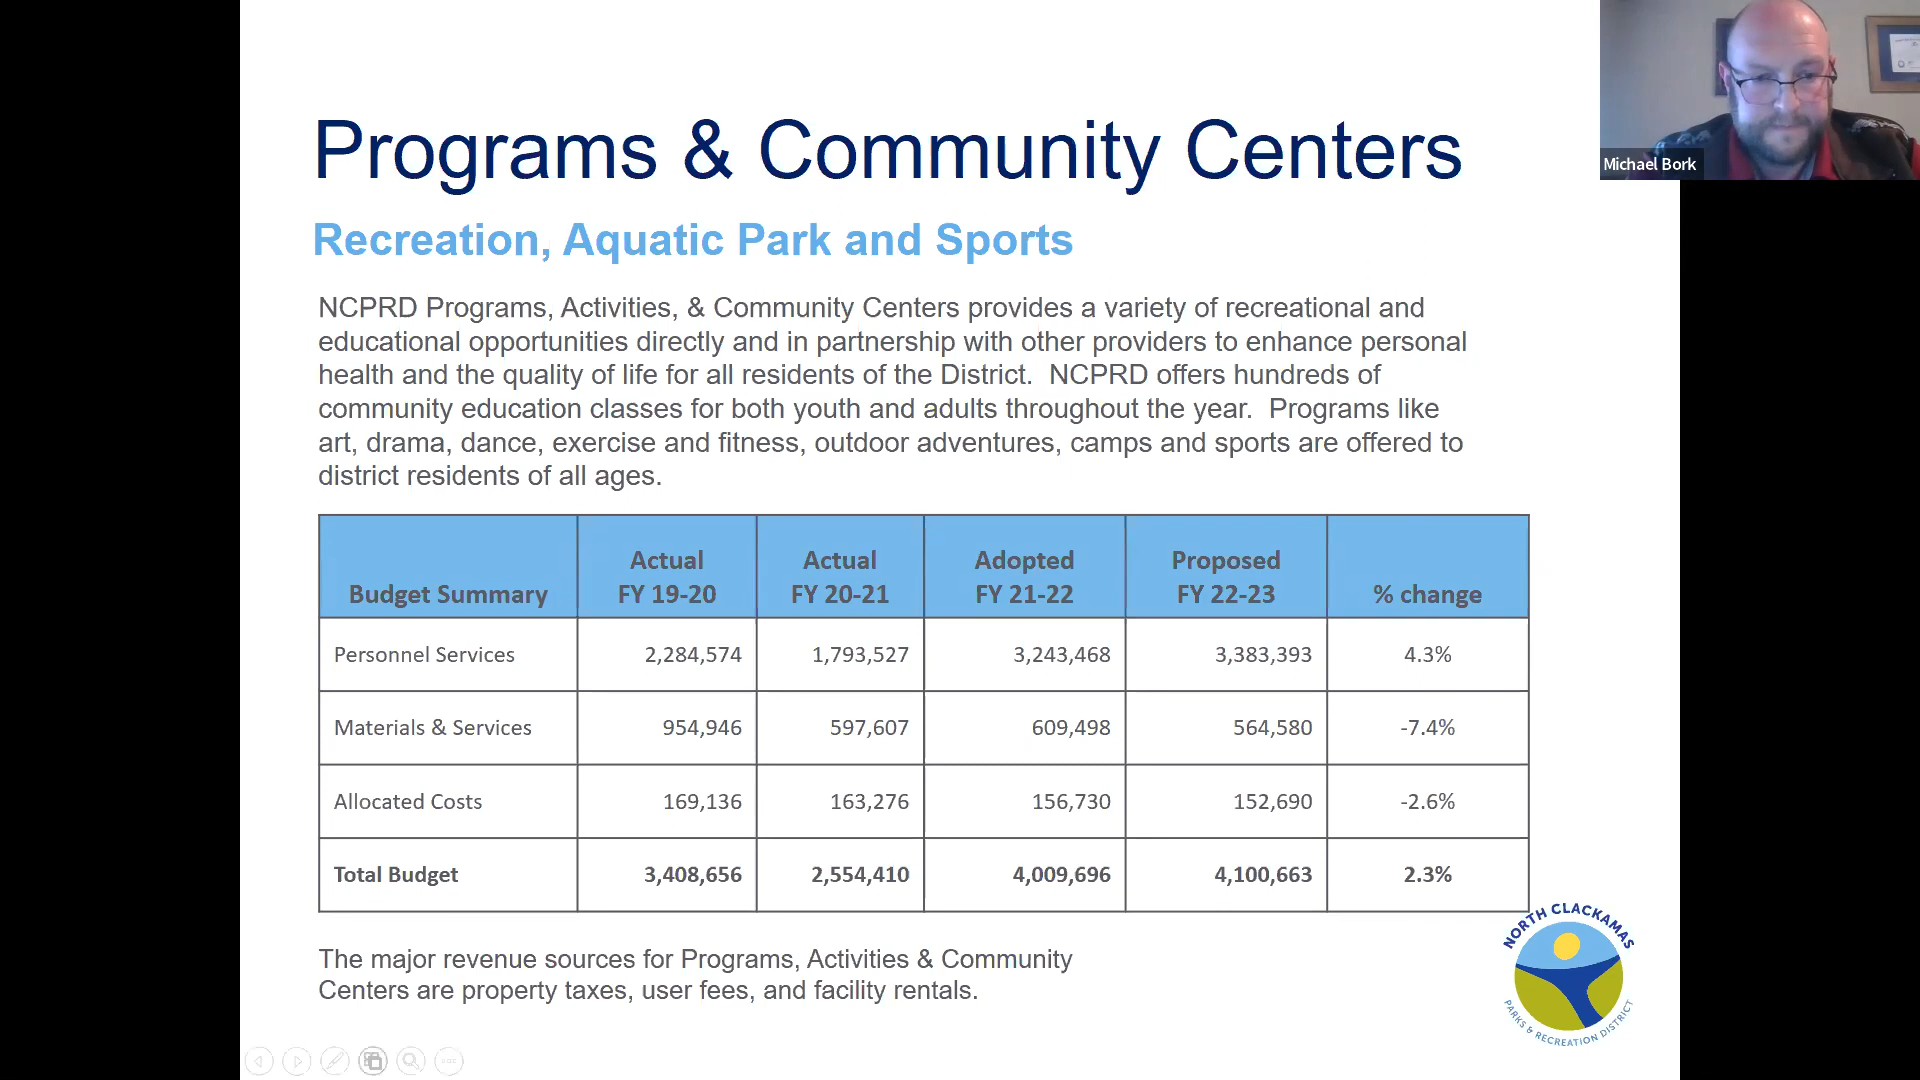 Programs & Community Centers
Michael Bork
Recreation, Aquatic Park and Sports
NCPRD Programs, Activities, & Community Centers provides a variety of recreational and
educational opportunities directly and in partnership with other providers to enhance personal
health and the quality of life for all residents of the District.  NCPRD offers hundreds of
community education classes for both youth and adults throughout the year.  Programs like
art, drama, dance, exercise and fitness, outdoor adventures, camps and sports are offered to
district residents of all ages.
Budget Summary Actual FY 19-20 Actual FY 20-21 Adopted FY 21-22 Proposed FY 22-23 % change
Personnel Services 2,284,574 1,793,527 3,243,468 3,383,393 4.3%
Materials & Services 954,946 597,607 609,498 564,580 -7.4%
Allocated Costs 169,136 163,276 156,730 152,690 -2.6%
Total Budget 3,408,656 2,554,410 4,009,696 4,100,663 2.3%
The major revenue sources for Programs, Activities & Community
Centers are property taxes, user fees, and facility rentals.
NORTH CLACKAMAS
PARKS & RECREATION DISTRICT